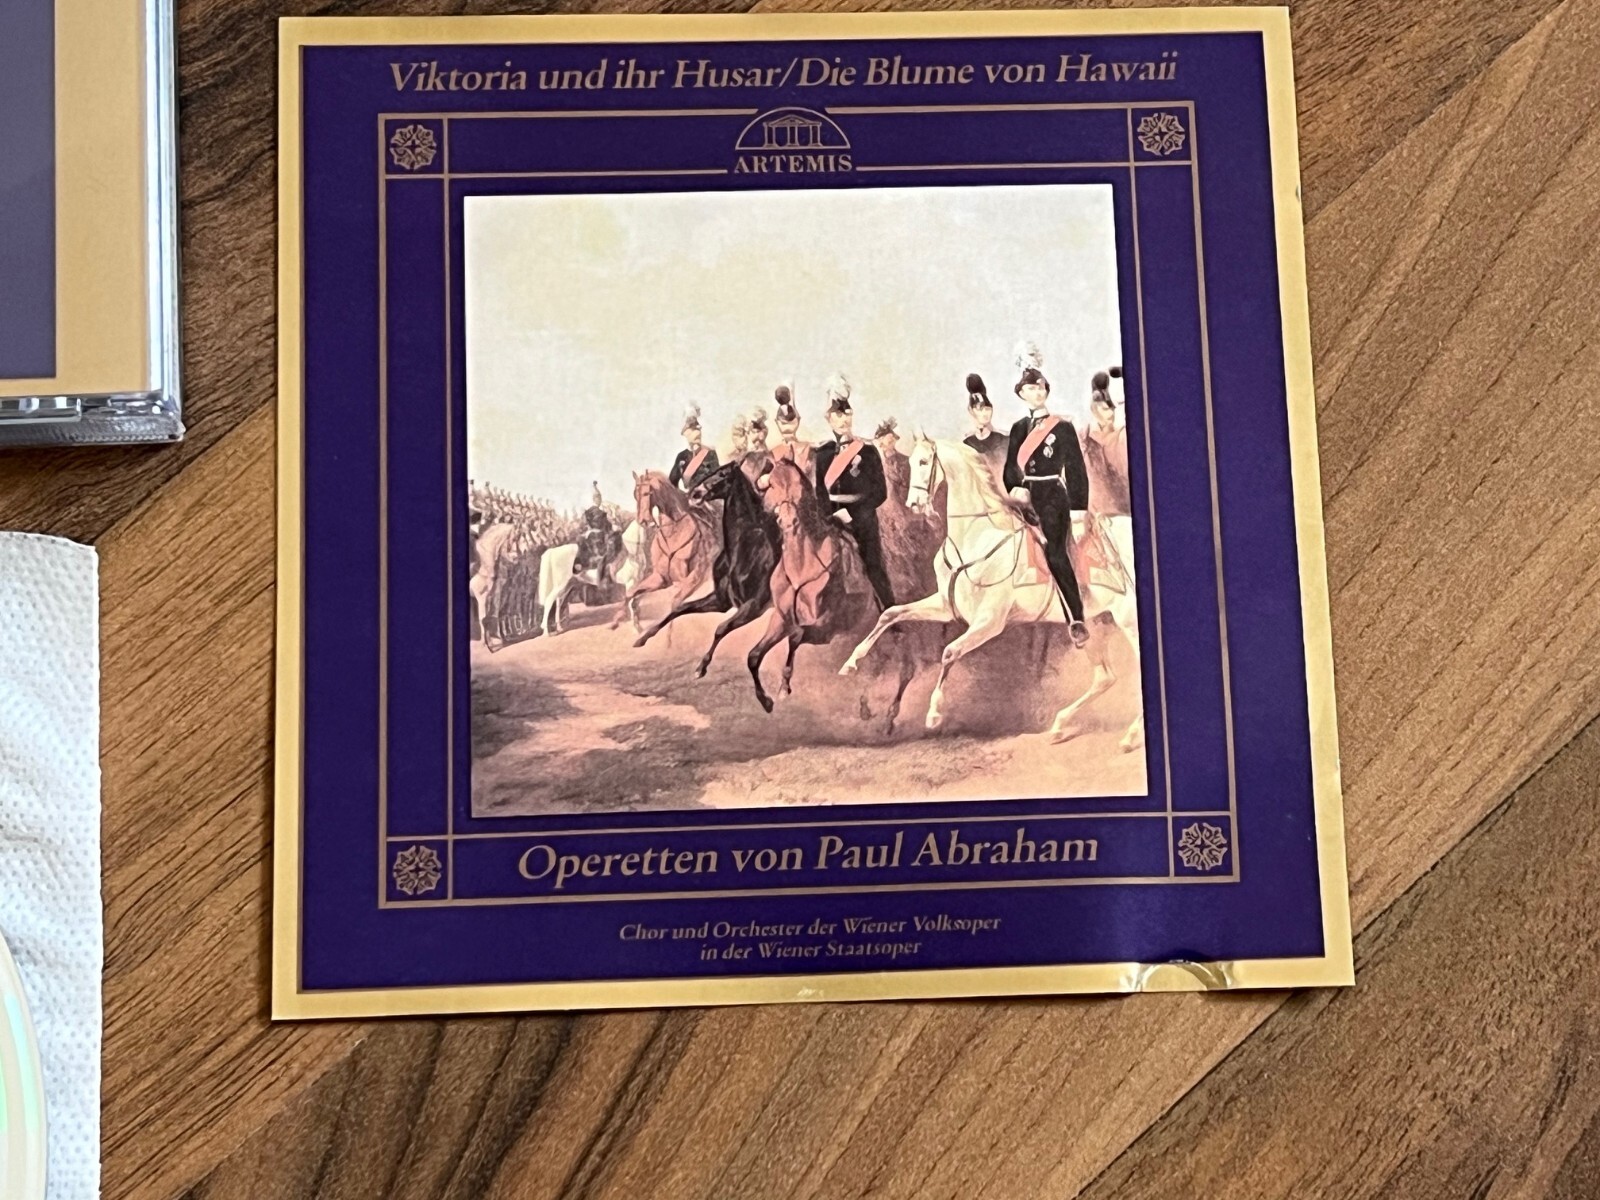 Viktoria und ihr Husar/Die Blume von Hawaii
ARTEMIS
Operetten von Paul Abraham
Chor und Orchester der Wiener Volksoper
in der Wiener Staatsoper